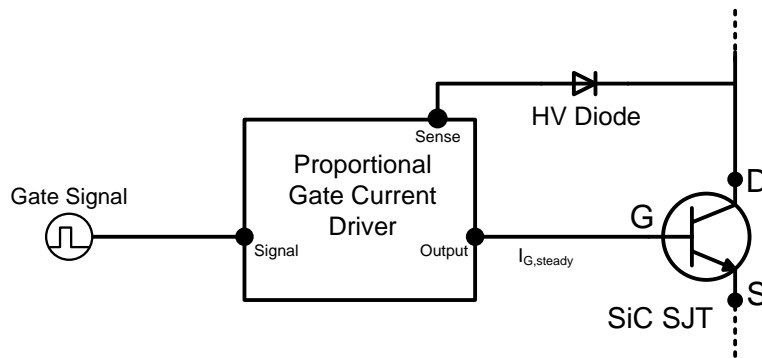 HV Diode
Sense
Proportional
Gate Current
Driver
Gate Signal
Signal
Output
I_G,steady
G
D
S
SiC SJT